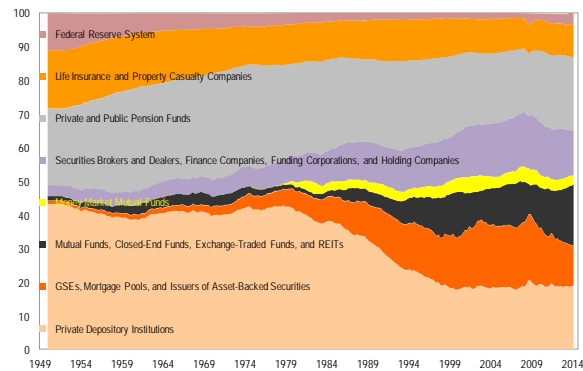 100
90
80
70
60
50
40
30
20
10
0
Federal Reserve System
Life Insurance and Property Casualty Companies
Private and Public Pension Funds
Securities Brokers and Dealers, Finance Companies, Funding Corporations, and Holding Companies
Money Market Mutual Funds
Mutual Funds, Closed-End Funds, Exchange-Traded Funds, and REITs
GSEs, Mortgage Pools, and Issuers of Asset-Backed Securities
Private Depository Institutions
1949 1954 1959 1964 1969 1974 1979 1984 1989 1994 1999 2004 2009 2014